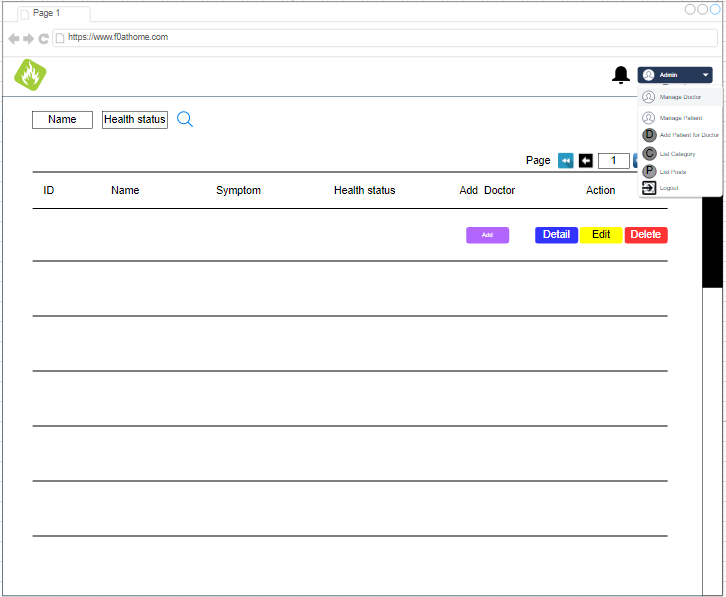 Page 1
https://www.f0athome.com
Admin
Manage Doctor
Name
Health status
Manage Patient
D Add Patient for Doctor
C List Category
Page
1
P List Posts
Logout
ID Name Symptom Health status Add Doctor Action
Add Detail Edit Delete